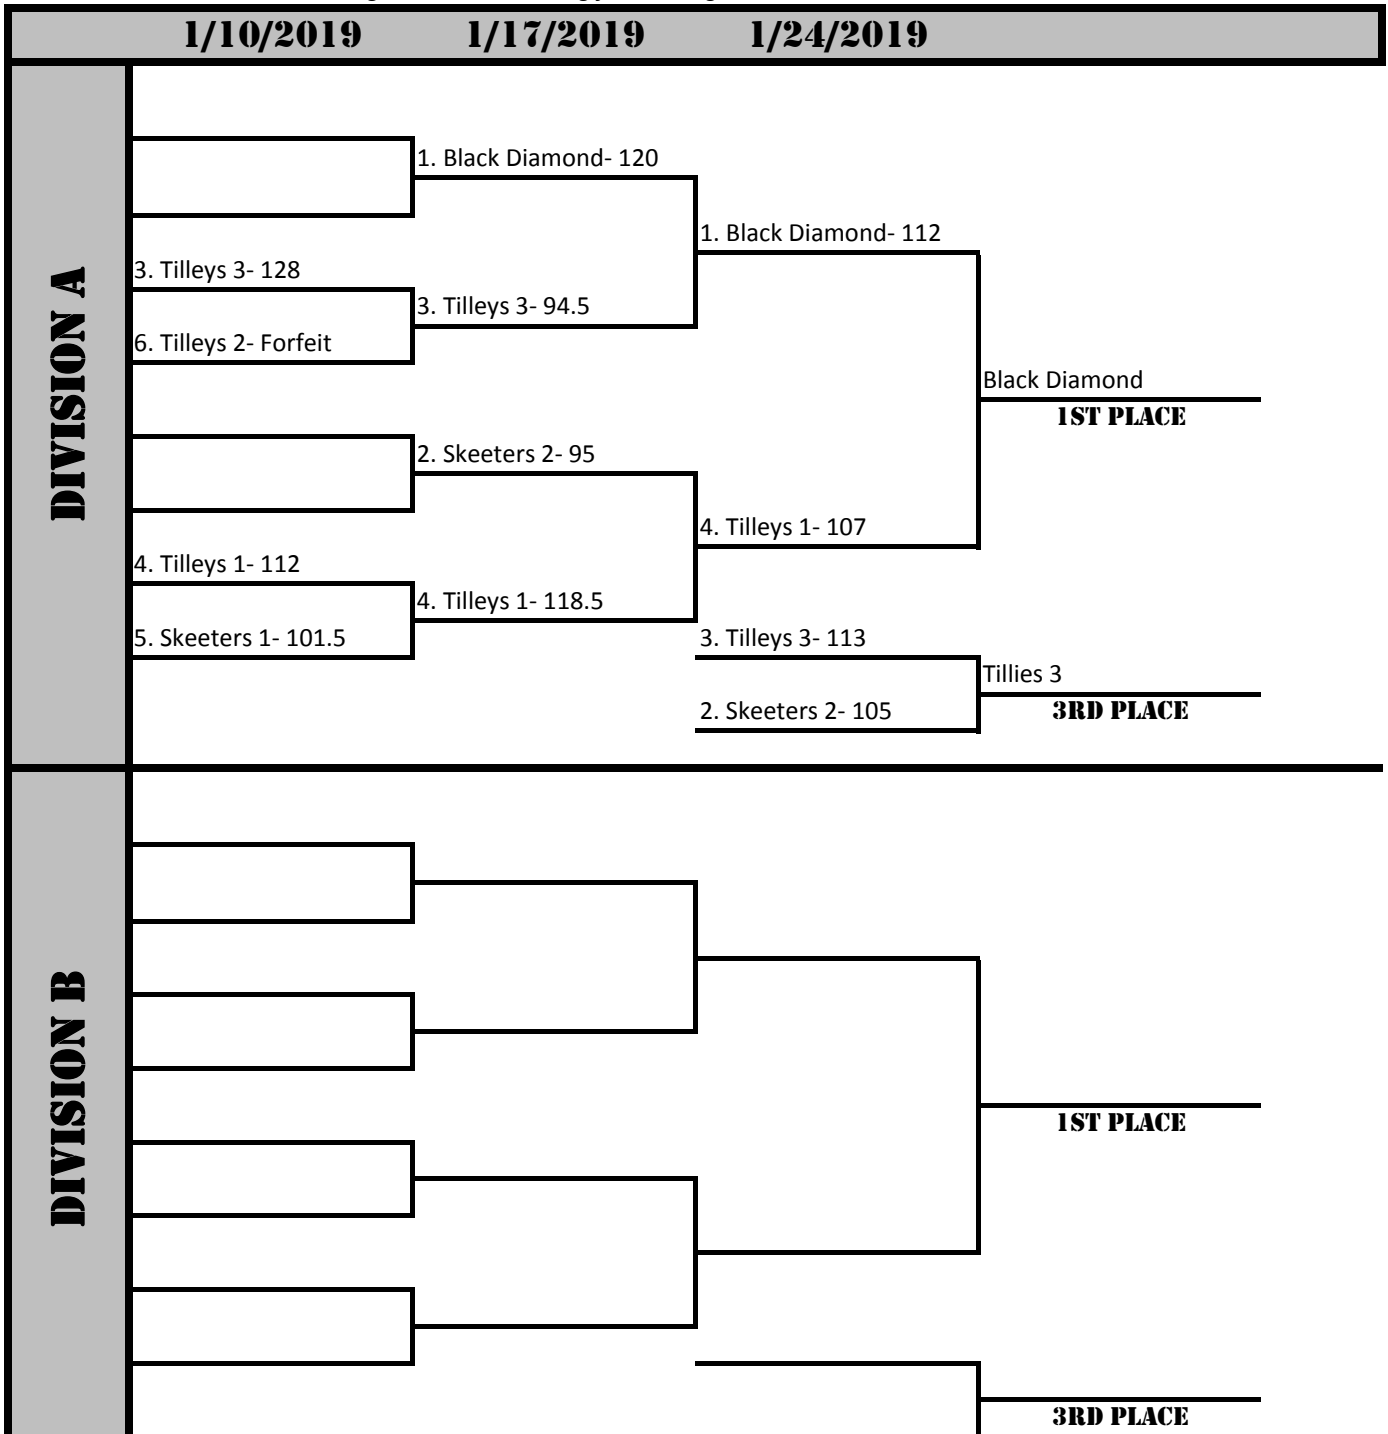 1/10/2019 1/17/2019 1/24/2019
DIVISION A
1. Black Diamond- 120
1. Black Diamond- 112
3. Tilleys 3- 128
3. Tilleys 3- 94.5
6. Tilleys 2- Forfeit
Black Diamond
1ST PLACE
2. Skeeters 2- 95
4. Tilleys 1- 107
4. Tilleys 1- 112
4. Tilleys 1- 118.5
5. Skeeters 1- 101.5
3. Tilleys 3- 113
Tillies 3
2. Skeeters 2- 105
3RD PLACE
DIVISION B
1ST PLACE
3RD PLACE